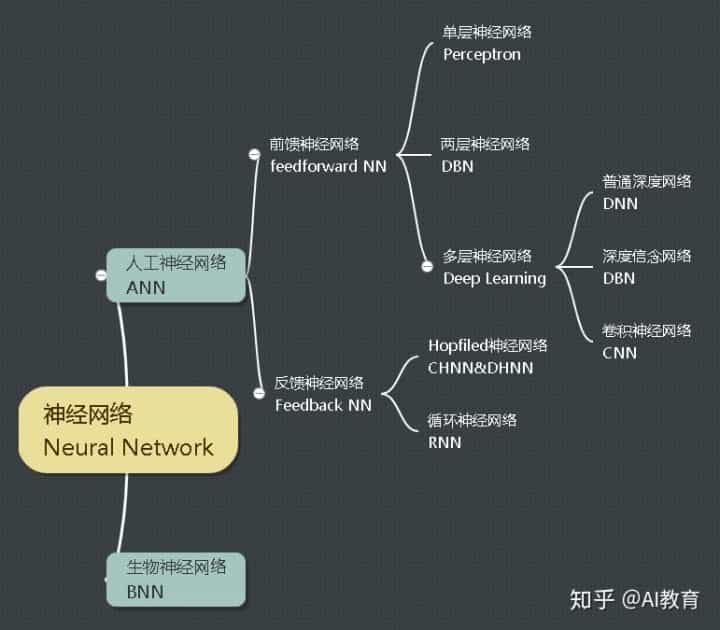 单层神经网络
Perceptron
前馈神经网络
feedforward NN
两层神经网络
DBN
普通深度网络
DNN
多层神经网络
Deep Learning
深度信念网络
DBN
卷积神经网络
CNN
人工神经网络
ANN
Hopfiled神经网络
CHNN&DHNN
反馈神经网络
Feedback NN
循环神经网络
RNN
神经网络
Neural Network
生物神经网络
BNN
知乎 @AI教育